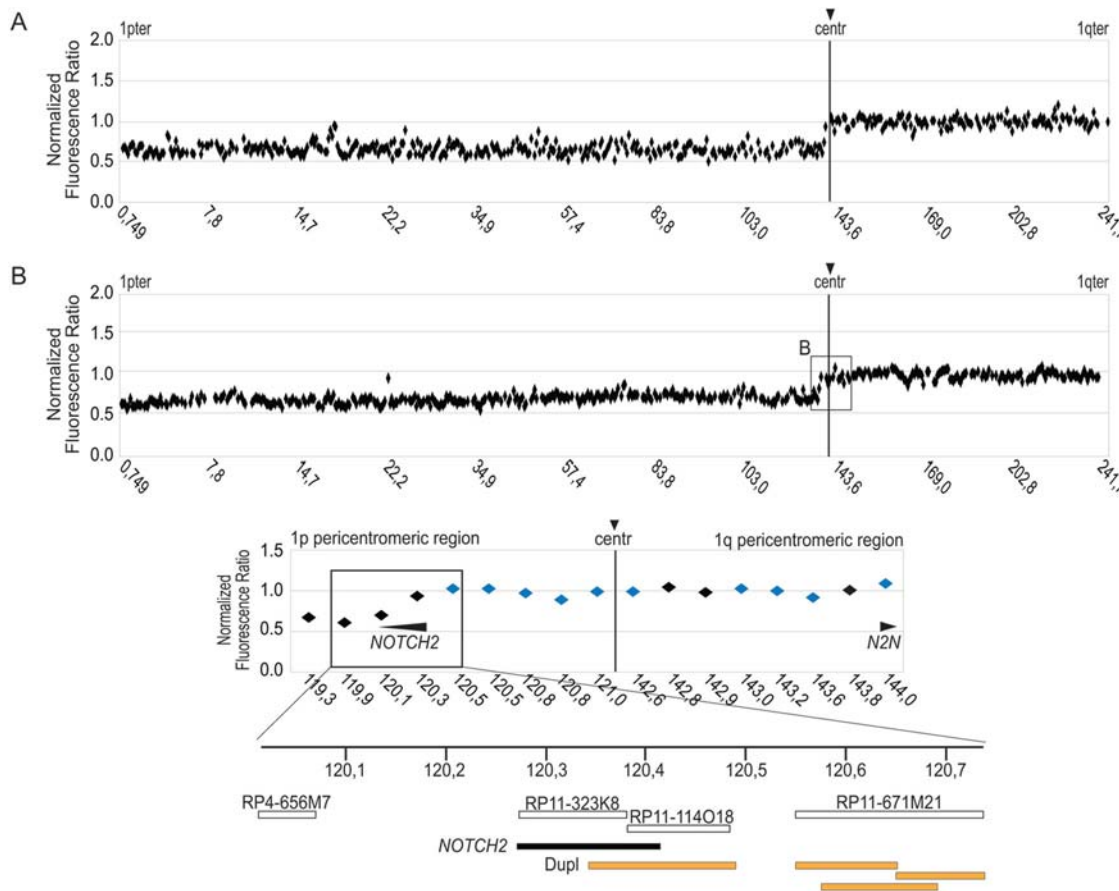 A
1pter
centr
1qter
Normalized
Fluorescence Ratio
2.0
1.5
1.0
0.5
0.0
0,749
7,8
14,7
22,2
34,9
57,4
83,8
103,0
143,6
169,0
202,8
B
1pter
centr
1qter
Normalized
Fluorescence Ratio
2.0
1.5
1.0
0.5
0.0
B
0,749
7,8
14,7
22,2
34,9
57,4
83,8
103,0
143,6
169,0
202,8
1p pericentromeric region
centr
1q pericentromeric region
Normalized
Fluorescence Ratio
1.5
1.0
0.5
0.0
NOTCH2
N2N
119,3
119,9
120,1
120,3
120,5
120,5
120,8
120,8
121,0
142,6
142,8
142,9
143,0
143,2
143,6
143,8
144,0
120,1
120,2
120,3
120,4
120,5
120,6
120,7
RP4-656M7
RP11-323K8
RP11-671M21
RP11-114O18
NOTCH2
Dupl